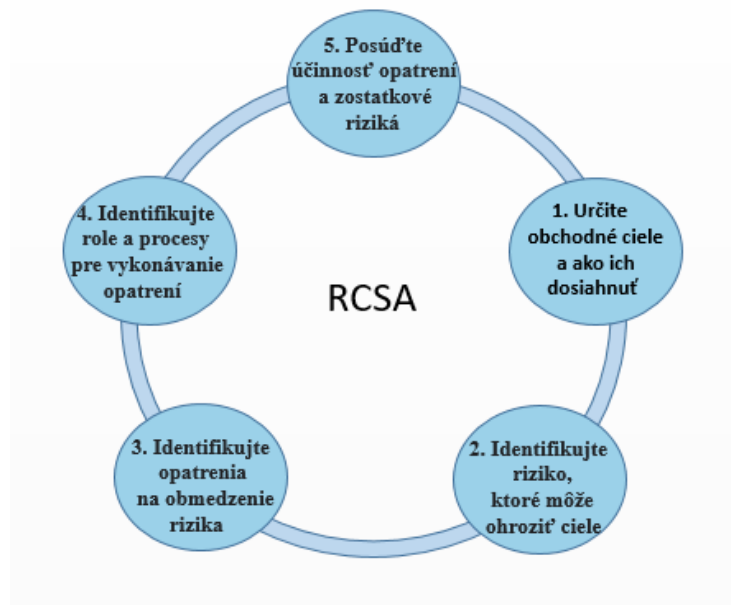 5. Posúďte
účinnosť opatrení
a zostatkové
riziká
4. Identifikujte
role a procesy
pre vykonávanie
opatrení
1. Určite
obchodné ciele
a ako ich
dosiahnuť
RCSA
3. Identifikujte
opatrenia
na obmedzenie
rizika
2. Identifikujte
riziko,
ktoré môže
ohroziť ciele